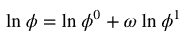 ln ϕ = ln ϕ⁰ + ω ln ϕ¹